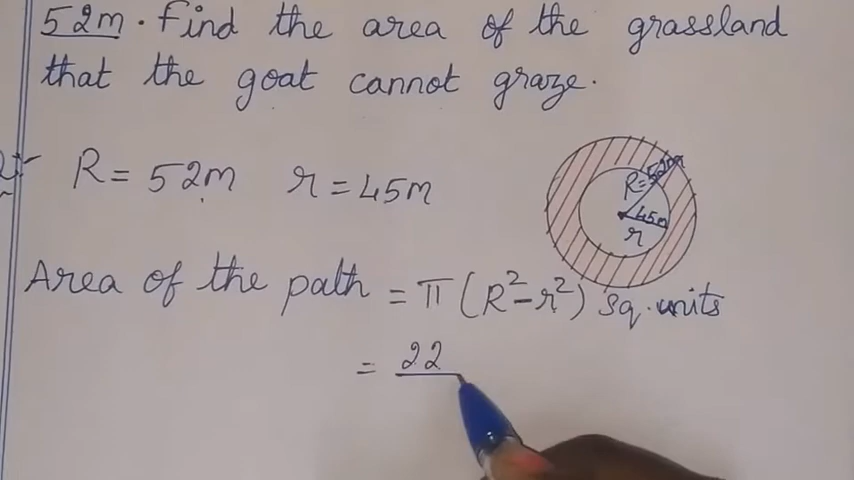 52m. Find the area of the grassland
that the goat cannot graze.
R = 52m r = 45m
R = 52m
45m
r
Area of the path = π (R² - r²) sq. units
= 22